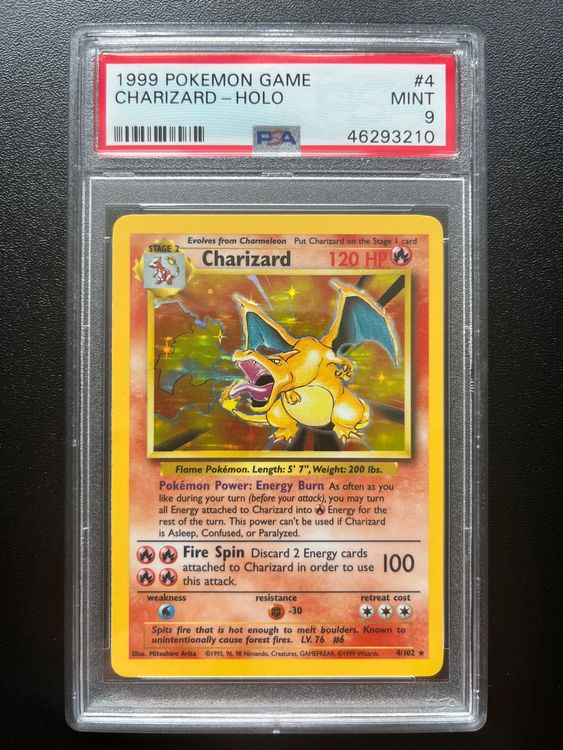 1999 POKEMON GAME #4
CHARIZARD – HOLO MINT
9
PSA 46293210
Evolves from Charmeleon Put Charizard on the Stage 1 card
STAGE 2
Charizard 120 HP
Flame Pokémon. Length: 5' 7", Weight: 200 lbs.
Pokémon Power: Energy Burn As often as you
like during your turn (before your attack), you may turn
all Energy attached to Charizard into Energy for the
rest of the turn. This power can't be used if Charizard
is Asleep, Confused, or Paralyzed.
Fire Spin Discard 2 Energy cards
attached to Charizard in order to use 100
this attack.
weakness resistance retreat cost
-30
Spits fire that is hot enough to melt boulders. Known to
unintentionally cause forest fires. LV. 76 #6
Illus. Mitsuhiro Arita ©1995, 96, 98 Nintendo, Creatures, GAMEFREAK. ©1999 Wizards. 4/102 ★